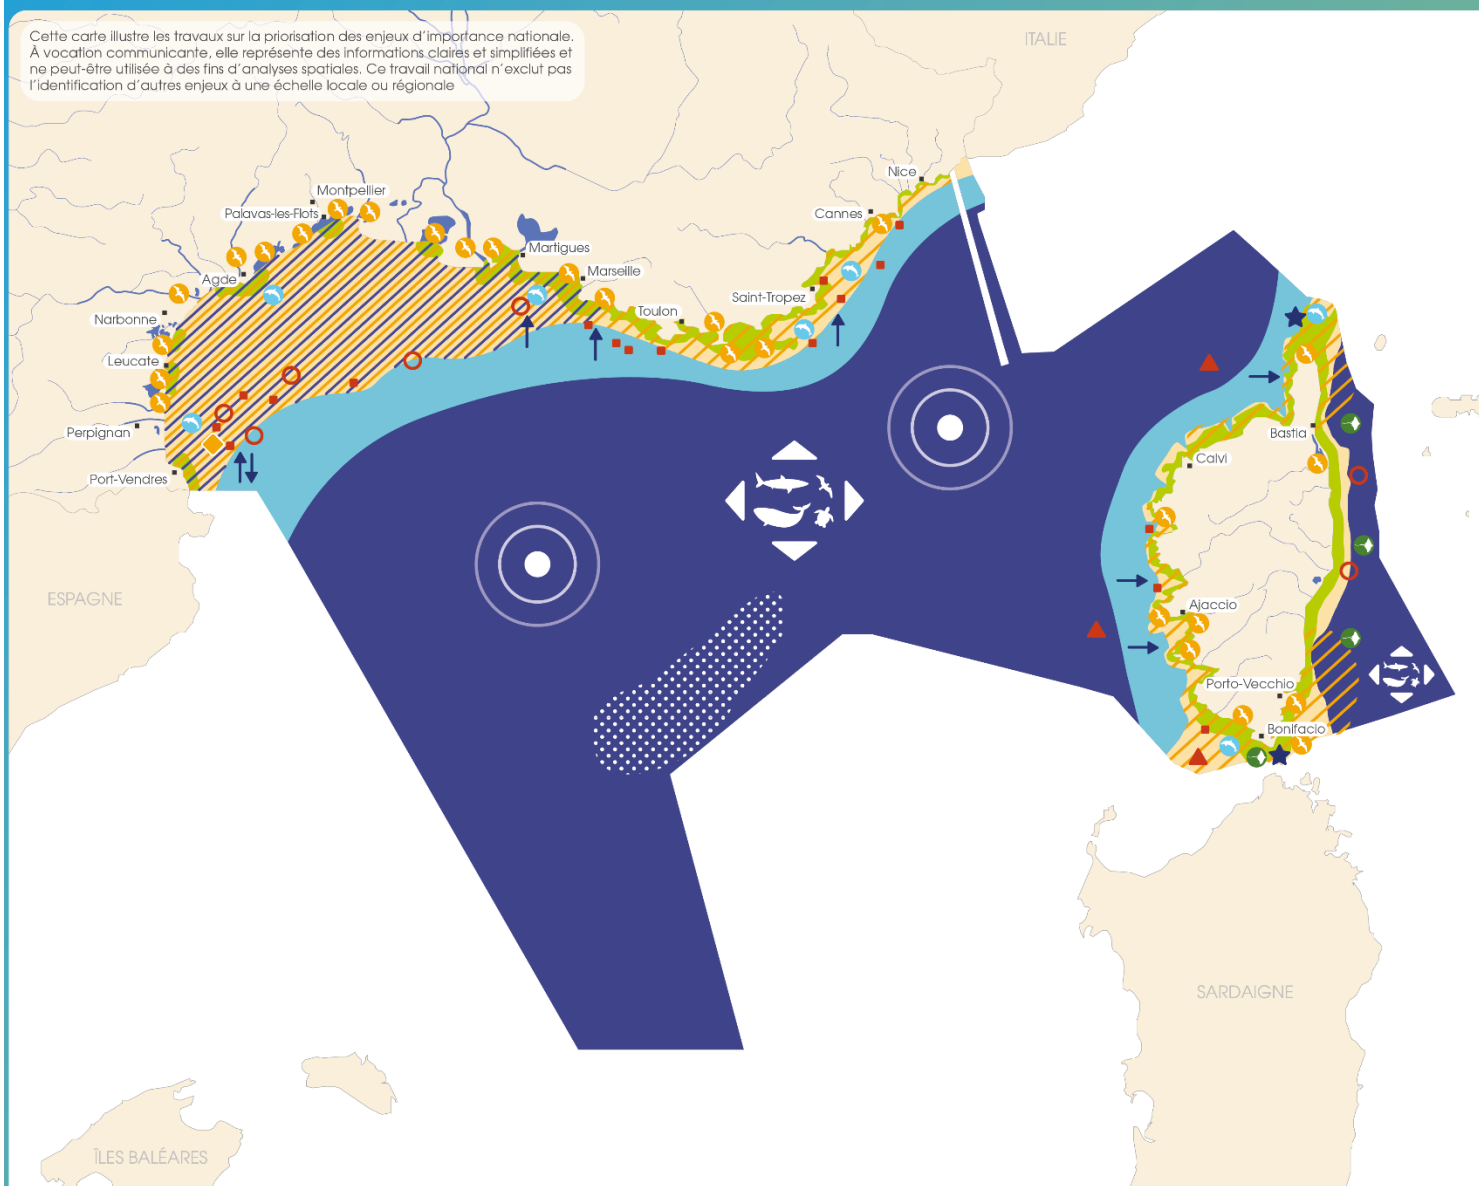 Cette carte illustre les travaux sur la priorisation des enjeux d'importance nationale.
À vocation communicante, elle représente des informations claires et simplifiées et
ne peut-être utilisée à des fins d'analyses spatiales. Ce travail national n'exclut pas
l'identification d'autres enjeux à une échelle locale ou régionale
ITALIE
Nice
Montpellier
Palavas-les-Flots
Cannes
Martigues
Marseille
Agde
Saint-Tropez
Toulon
Narbonne
Leucate
Perpignan
Bastia
Calvi
Port-Vendres
ESPAGNE
Ajaccio
Porto-Vecchio
Bonifacio
SARDAIGNE
ÎLES BALÉARES